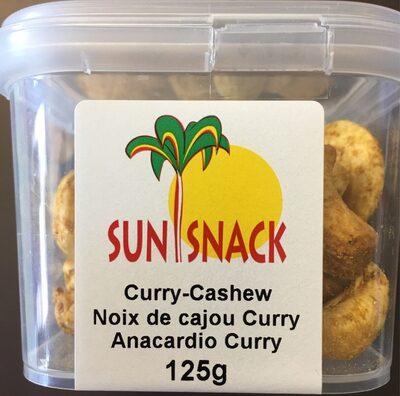 SUN SNACK
Curry-Cashew
Noix de cajou Curry
Anacardio Curry
125g